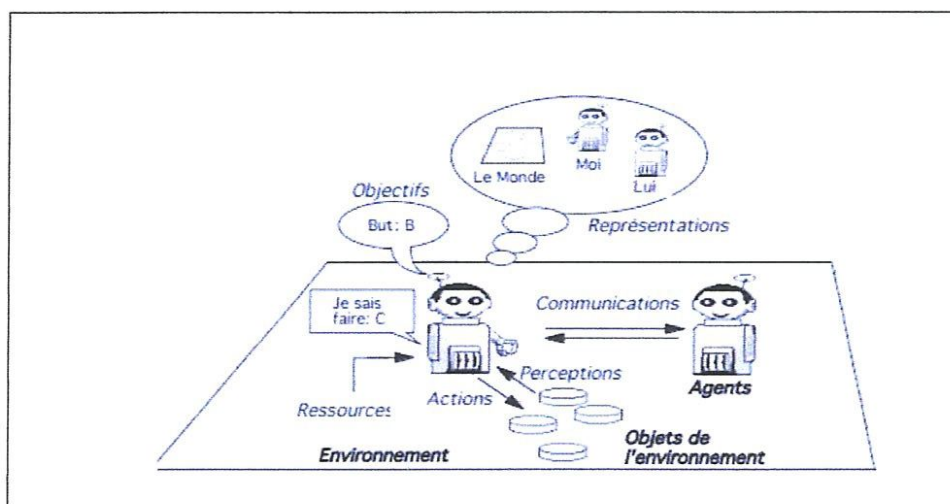 Le Monde
Moi
Lui
Objectifs
But: B
Représentations
Je sais
faire: C
Communications
Perceptions
Agents
Ressources
Actions
Environnement
Objets de
l'environnement